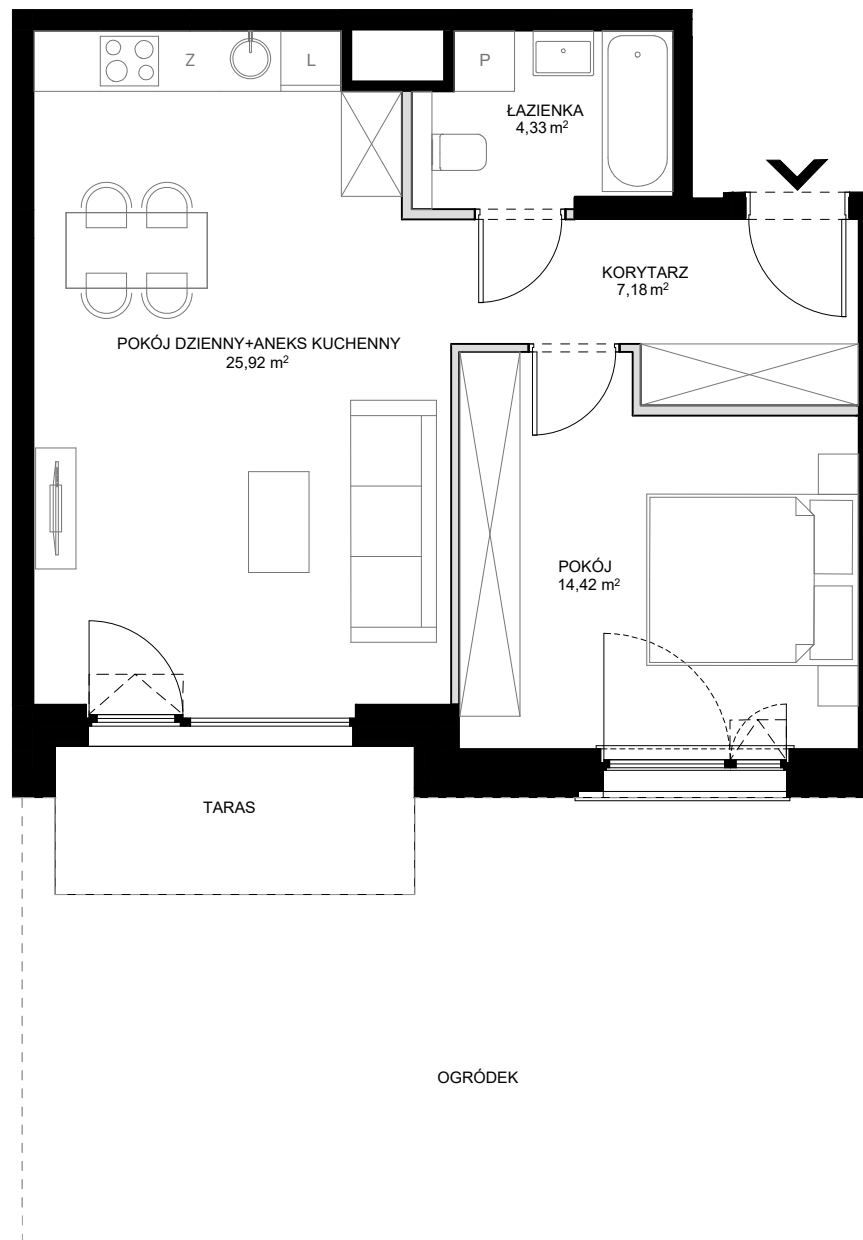 Z
L
P
ŁAZIENKA
4,33 m²
KORYTARZ
7,18 m²
POKÓJ DZIENNY+ANEKS KUCHENNY
25,92 m²
POKÓJ
14,42 m²
TARAS
OGRÓDEK